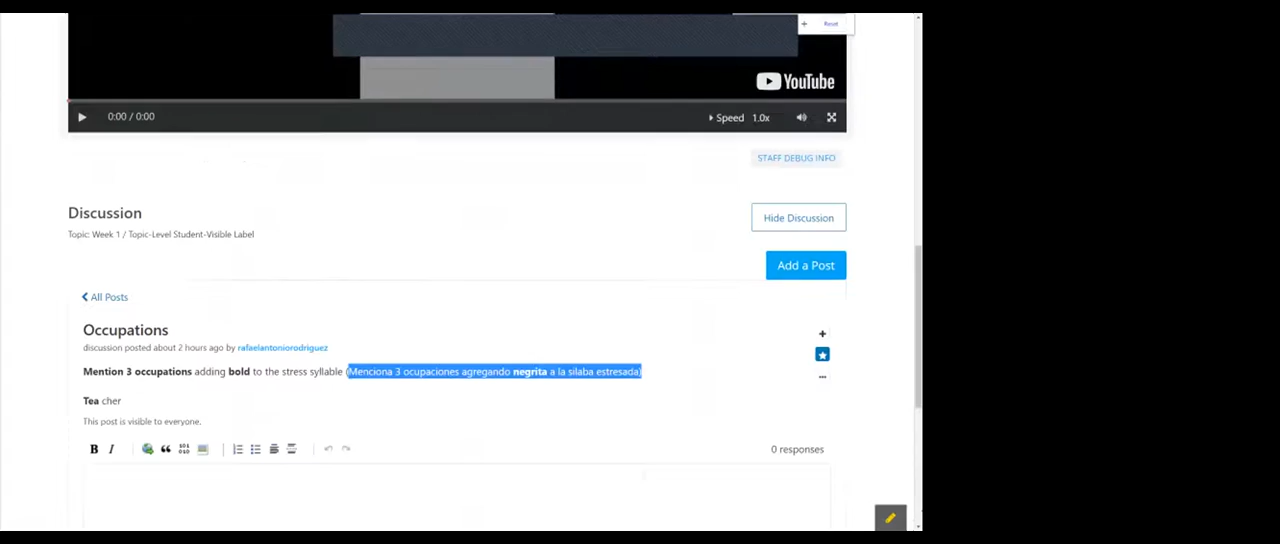 + Reset
YouTube
0:00 / 0:00
Speed 1.0x
STAFF DEBUG INFO
Discussion
Hide Discussion
Topic: Week 1 / Topic-Level Student-Visible Label
Add a Post
All Posts
Occupations
+
discussion posted about 2 hours ago by rafaelantoniorodriguez
Mention 3 occupations adding bold to the stress syllable (Menciona 3 ocupaciones agregando negrita a la silaba estresada)
...
Tea cher
This post is visible to everyone.
B I
0 responses